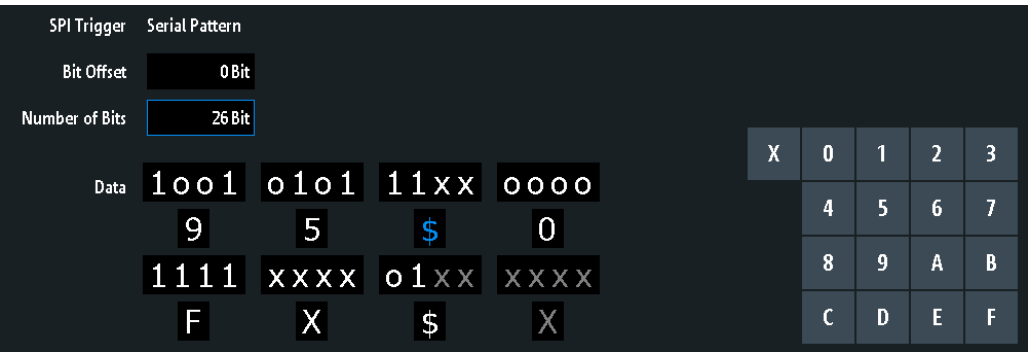 SPI Trigger Serial Pattern
Bit Offset 0 Bit
Number of Bits 26 Bit
X 0 1 2 3
Data 1oo1 o1o1 11xx oooo
4 5 6 7
9 5 $ 0
8 9 A B
1111 xxxx o1xx xxxx
F X $ X
C D E F